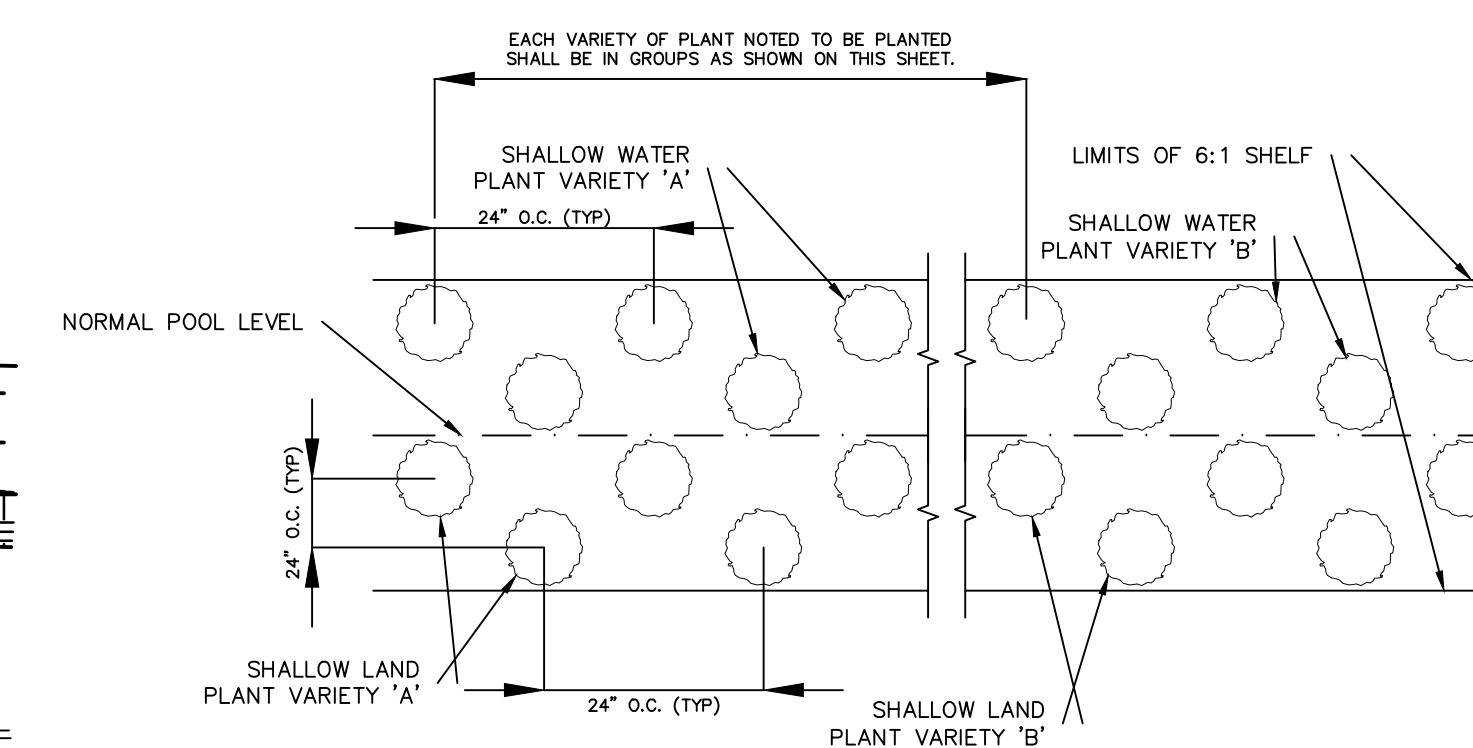 EACH VARIETY OF PLANT NOTED TO BE PLANTED
SHALL BE IN GROUPS AS SHOWN ON THIS SHEET.
SHALLOW WATER
PLANT VARIETY 'A'
LIMITS OF 6:1 SHELF
24" O.C. (TYP)
SHALLOW WATER
PLANT VARIETY 'B'
NORMAL POOL LEVEL
24" O.C. (TYP)
SHALLOW LAND
PLANT VARIETY 'A'
24" O.C. (TYP)
SHALLOW LAND
PLANT VARIETY 'B'